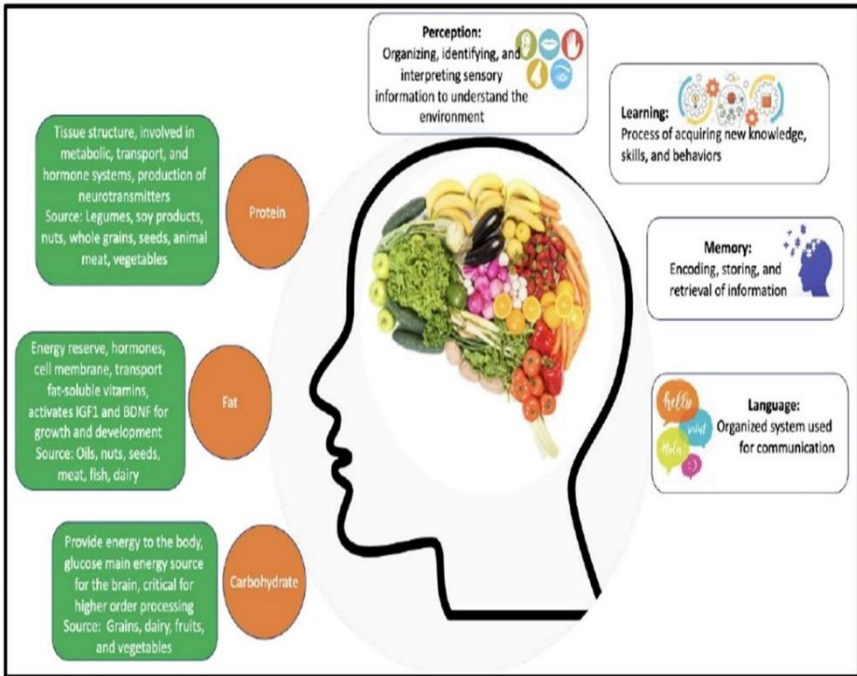 Perception:
Organizing, identifying, and
interpreting sensory
information to understand the
environment
Learning:
Process of acquiring new knowledge,
skills, and behaviors
Memory:
Encoding, storing, and
retrieval of information
Language:
Organized system used
for communication
hello
Hola
:)
Tissue structure, involved in
metabolic, transport, and
hormone systems, production of
neurotransmitters
Source: Legumes, soy products,
nuts, whole grains, seeds, animal
meat, vegetables
Protein
Energy reserve, hormones,
cell membrane, transport
fat-soluble vitamins,
activates IGF1 and BDNF for
growth and development
Source: Oils, nuts, seeds,
meat, fish, dairy
Fat
Provide energy to the body,
glucose main energy source
for the brain, critical for
higher order processing
Source: Grains, dairy, fruits,
and vegetables
Carbohydrate